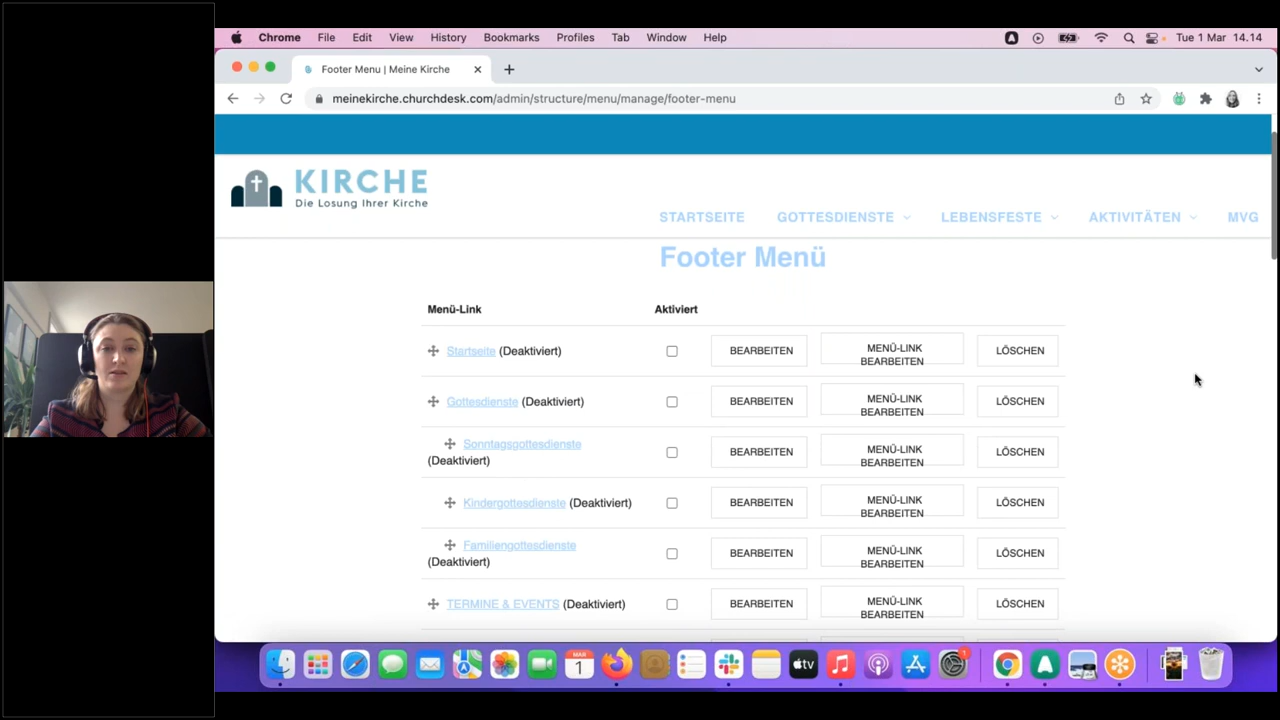 Chrome File Edit View History Bookmarks Profiles Tab Window Help Tue 1 Mar 14.14
Footer Menu | Meine Kirche
meinekirche.churchdesk.com/admin/structure/menu/manage/footer-menu
KIRCHE
Die Losung Ihrer Kirche
STARTSEITE GOTTESDIENSTE LEBENSFESTE AKTIVITÄTEN MVG
Footer Menü
Menü-Link Aktiviert
Startseite (Deaktiviert) BEARBEITEN MENÜ-LINK BEARBEITEN LÖSCHEN
Gottesdienste (Deaktiviert) BEARBEITEN MENÜ-LINK BEARBEITEN LÖSCHEN
Sonntagsgottesdienste (Deaktiviert) BEARBEITEN MENÜ-LINK BEARBEITEN LÖSCHEN
Kindergottesdienste (Deaktiviert) BEARBEITEN MENÜ-LINK BEARBEITEN LÖSCHEN
Familiengottesdienste (Deaktiviert) BEARBEITEN MENÜ-LINK BEARBEITEN LÖSCHEN
TERMINE & EVENTS (Deaktiviert) BEARBEITEN MENÜ-LINK BEARBEITEN LÖSCHEN
MAR
1
tv
1